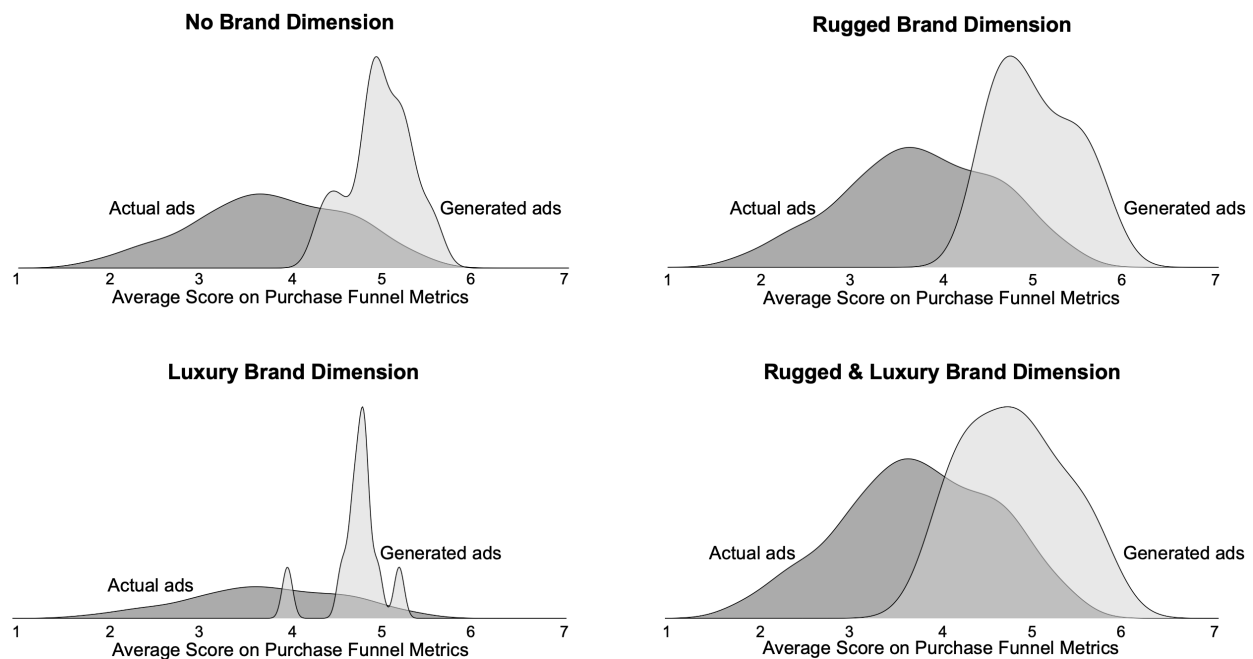 No Brand Dimension
Actual ads
Generated ads
1 2 3 4 5 6 7
Average Score on Purchase Funnel Metrics
Rugged Brand Dimension
Actual ads
Generated ads
1 2 3 4 5 6 7
Average Score on Purchase Funnel Metrics
Luxury Brand Dimension
Generated ads
Actual ads
1 2 3 4 5 6 7
Average Score on Purchase Funnel Metrics
Rugged & Luxury Brand Dimension
Actual ads
Generated ads
1 2 3 4 5 6 7
Average Score on Purchase Funnel Metrics